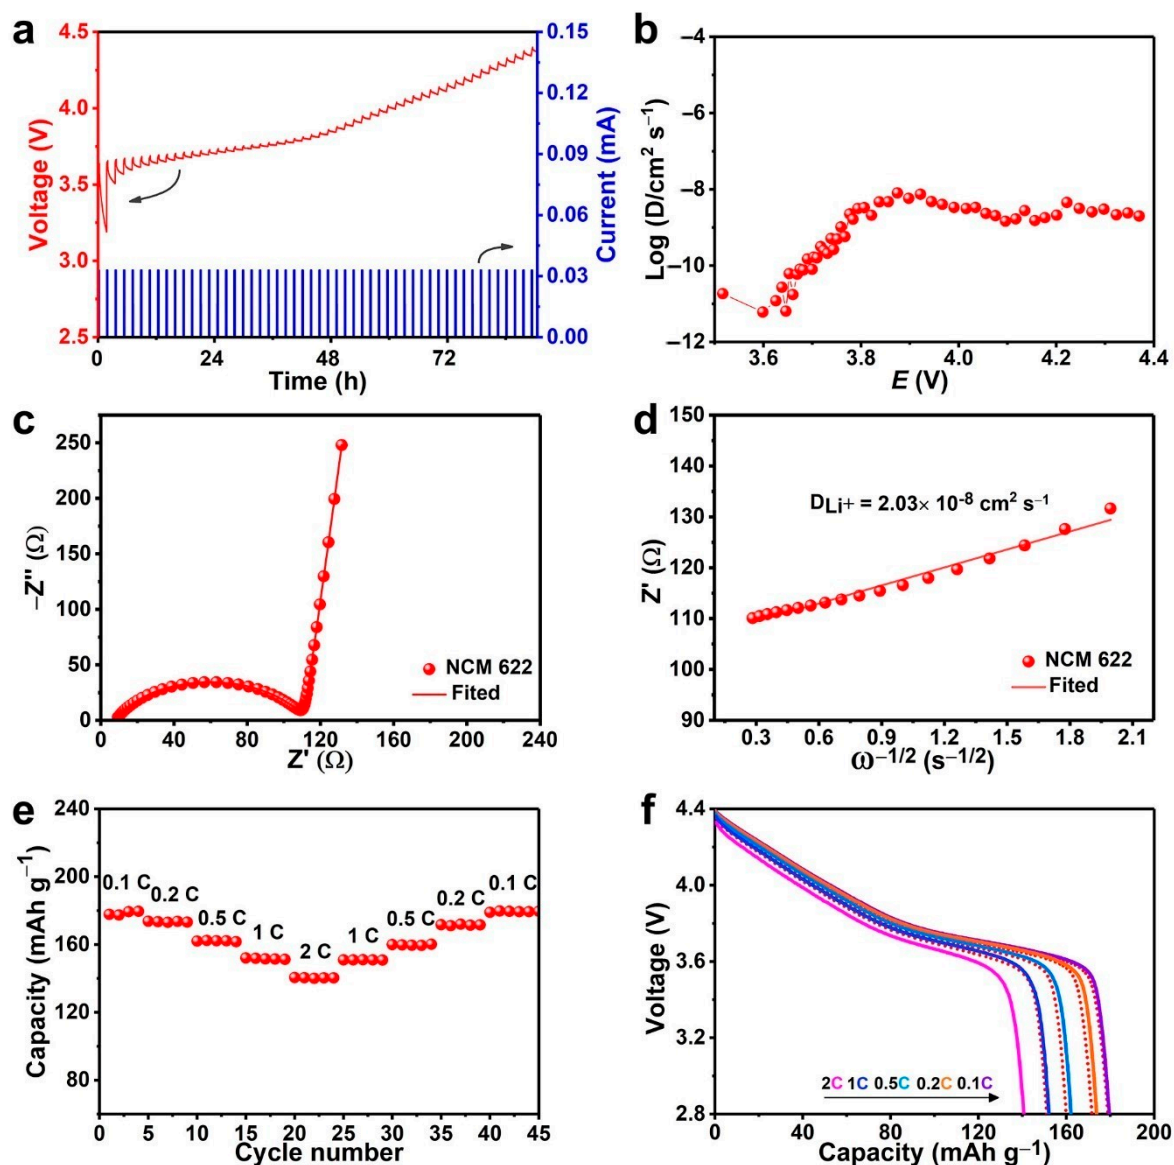 a
4.5
4.0
3.5
3.0
2.5
Voltage (V)
0.15
0.12
0.09
0.06
0.03
0.00
Current (mA)
0 24 48 72
Time (h)
b
−4
−6
−8
−10
−12
Log (D/cm² s⁻¹)
3.6 3.8 4.0 4.2 4.4
E (V)
c
250
200
150
100
50
0
−Z'' (Ω)
NCM 622
Fited
0 40 80 120 160 200 240
Z' (Ω)
d
150
140
130
120
110
100
90
Z' (Ω)
DLi+ = 2.03× 10⁻⁸ cm² s⁻¹
NCM 622
Fited
0.3 0.6 0.9 1.2 1.5 1.8 2.1
ω⁻¹/² (s⁻¹/²)
e
240
200
160
120
80
Capacity (mAh g⁻¹)
0.1 C
0.2 C
0.5 C
1 C
2 C
1 C
0.5 C
0.2 C
0.1 C
0 5 10 15 20 25 30 35 40 45
Cycle number
f
4.4
4.0
3.6
3.2
2.8
Voltage (V)
2C 1C 0.5C 0.2C 0.1C
0 40 80 120 160 200
Capacity (mAh g⁻¹)